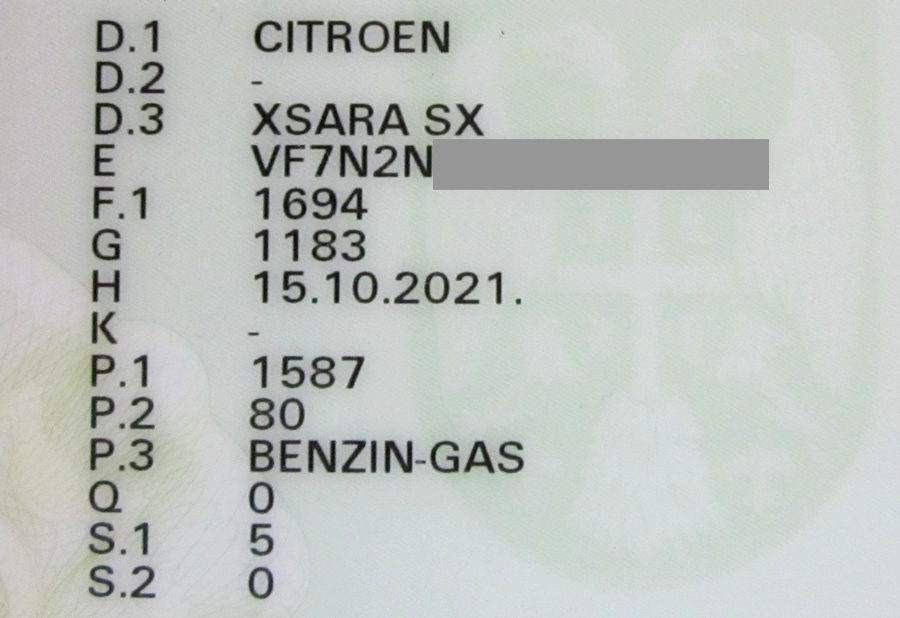 D.1 CITROEN
D.2 -
D.3 XSARA SX
E VF7N2N
F.1 1694
G 1183
H 15.10.2021.
K -
P.1 1587
P.2 80
P.3 BENZIN-GAS
Q 0
S.1 5
S.2 0